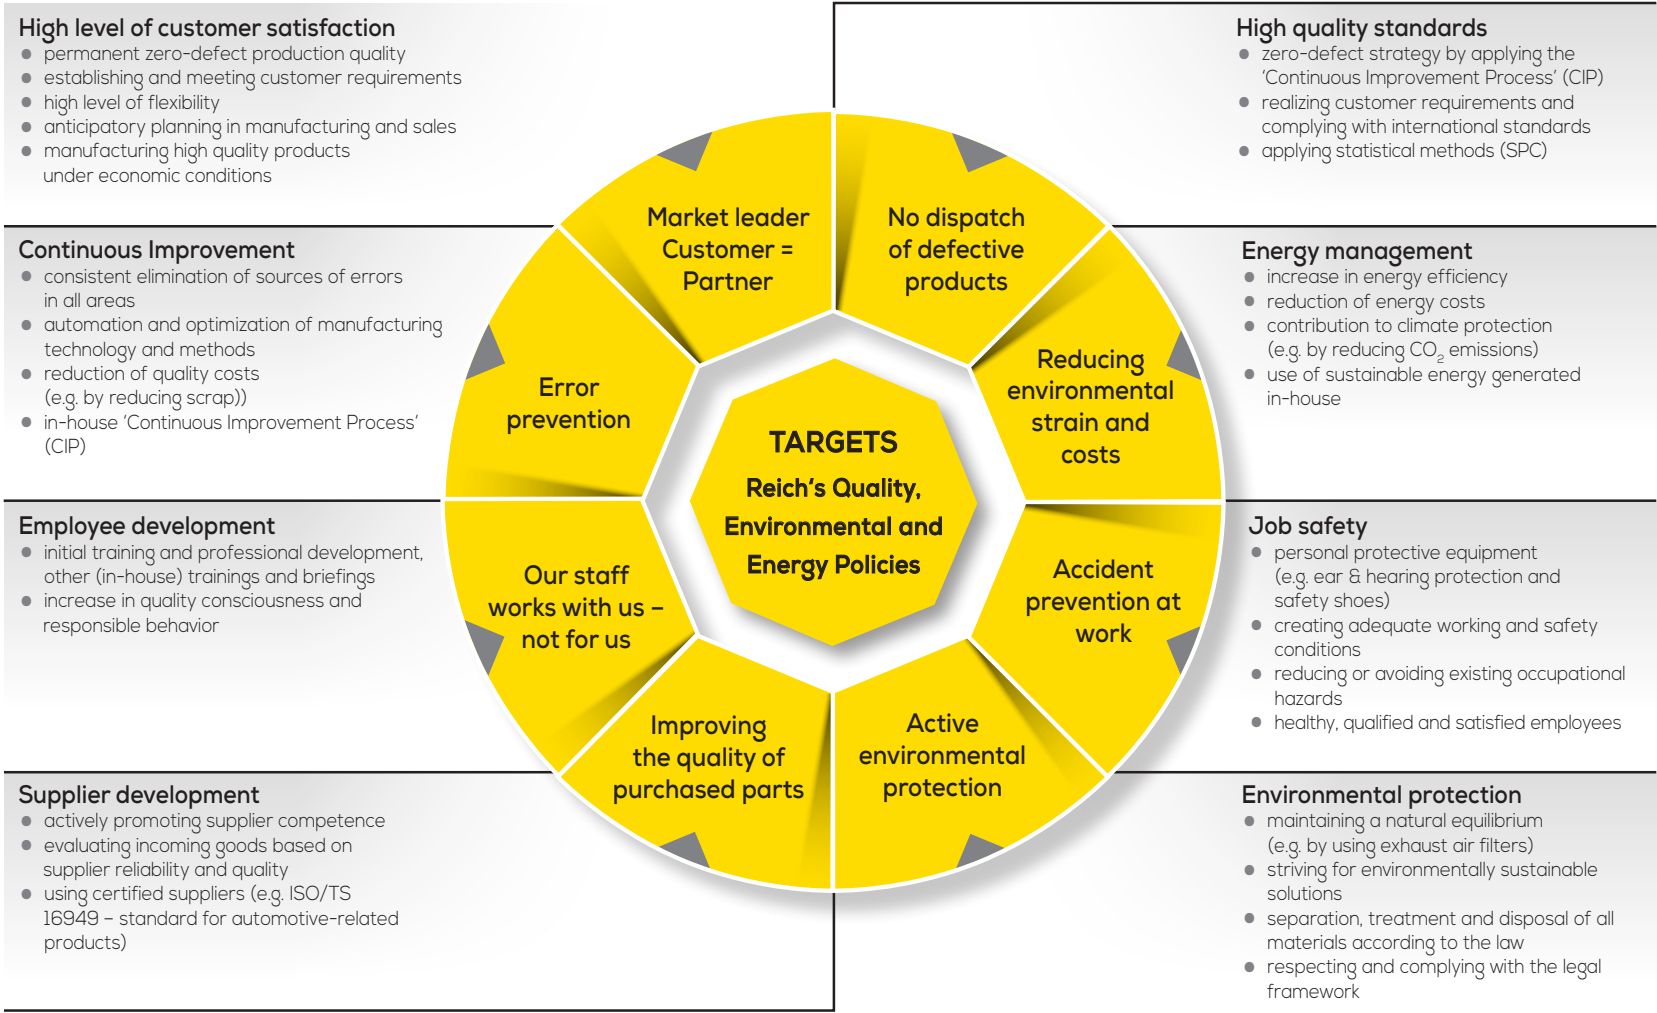 High level of customer satisfaction
permanent zero-defect production quality
establishing and meeting customer requirements
high level of flexibility
anticipatory planning in manufacturing and sales
manufacturing high quality products
under economic conditions
Continuous Improvement
consistent elimination of sources of errors
in all areas
automation and optimization of manufacturing
technology and methods
reduction of quality costs
(e.g. by reducing scrap))
in-house ‘Continuous Improvement Process’
(CIP)
Employee development
initial training and professional development,
other (in-house) trainings and briefings
increase in quality consciousness and
responsible behavior
Supplier development
actively promoting supplier competence
evaluating incoming goods based on
supplier reliability and quality
using certified suppliers (e.g. ISO/TS
16949 – standard for automotive-related
products)
Market leader
Customer =
Partner
No dispatch
of defective
products
Error
prevention
Reducing
environmental
strain and
costs
TARGETS
Reich‘s Quality,
Environmental and
Energy Policies
Our staff
works with us –
not for us
Accident
prevention at
work
Improving
the quality of
purchased parts
Active
environmental
protection
High quality standards
zero-defect strategy by applying the
‘Continuous Improvement Process’ (CIP)
realizing customer requirements and
complying with international standards
applying statistical methods (SPC)
Energy management
increase in energy efficiency
reduction of energy costs
contribution to climate protection
(e.g. by reducing CO₂ emissions)
use of sustainable energy generated
in-house
Job safety
personal protective equipment
(e.g. ear & hearing protection and
safety shoes)
creating adequate working and safety
conditions
reducing or avoiding existing occupational
hazards
healthy, qualified and satisfied employees
Environmental protection
maintaining a natural equilibrium
(e.g. by using exhaust air filters)
striving for environmentally sustainable
solutions
separation, treatment and disposal of all
materials according to the law
respecting and complying with the legal
framework